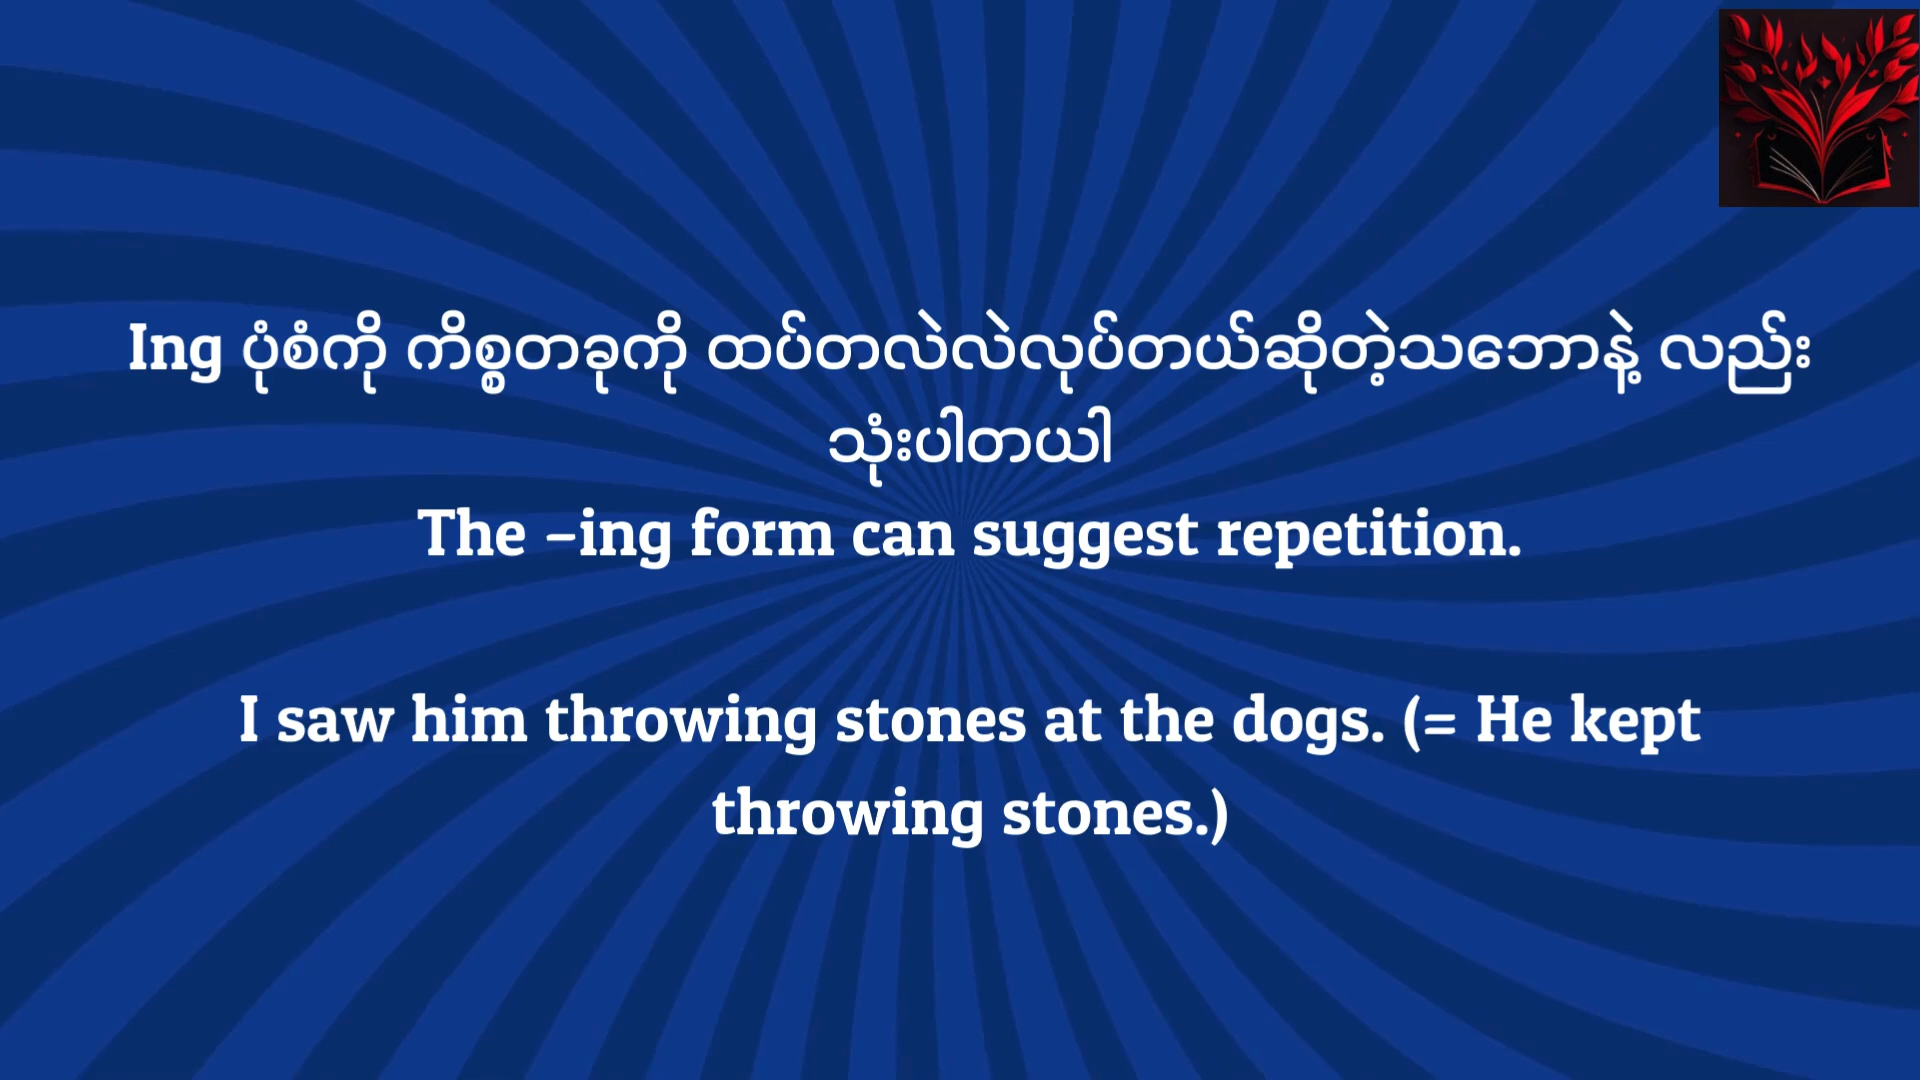 Ing ပုံစံကို ကိစ္စတခုကို ထပ်တလဲလဲလုပ်တယ်ဆိုတဲ့သဘောနဲ့ လည်း
သုံးပါတယါ
The –ing form can suggest repetition.
I saw him throwing stones at the dogs. (= He kept
throwing stones.)